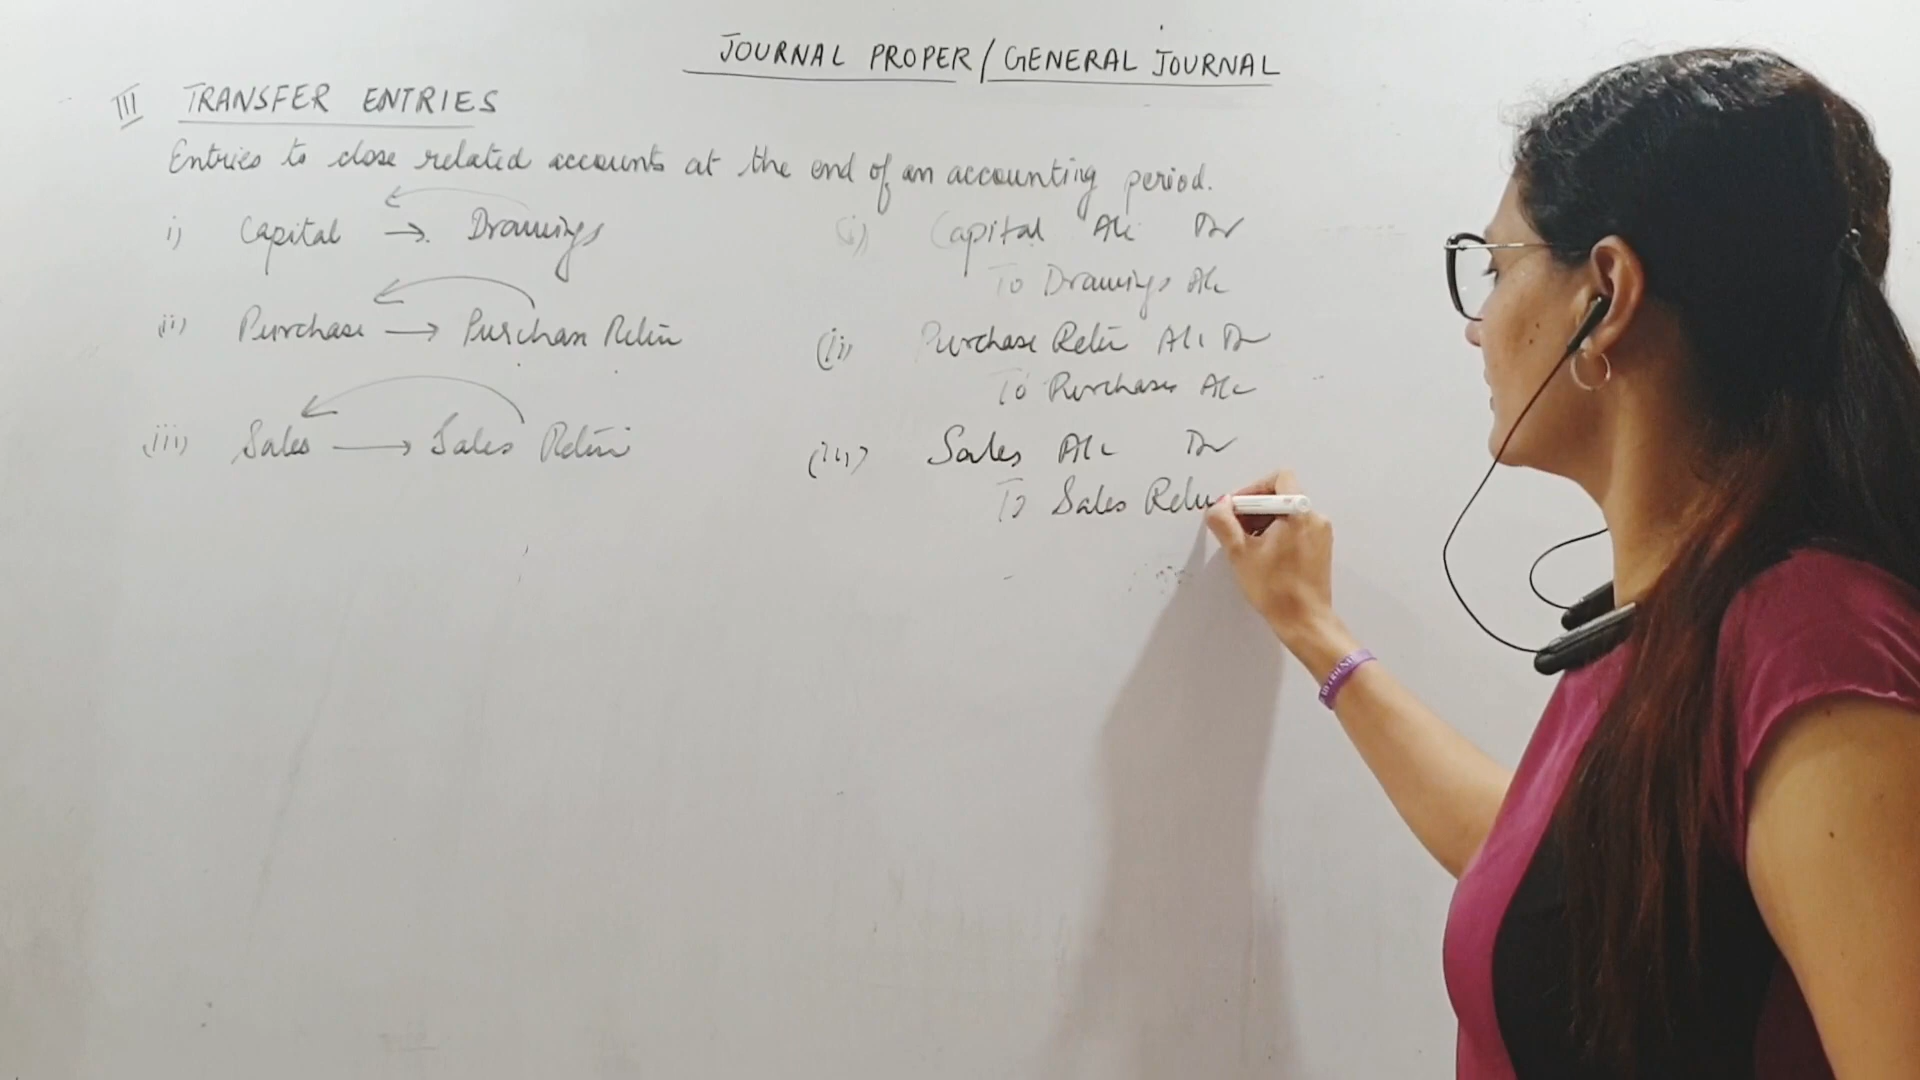 JOURNAL PROPER / GENERAL JOURNAL
III TRANSFER ENTRIES
Entries to close related accounts at the end of an accounting period.
i) Capital → Drawings
ii) Purchase → Purchase Return
iii) Sales → Sales Return
(i) Capital A/c Dr
To Drawings A/c
(ii) Purchase Return A/c Dr
To Purchases A/c
(iii) Sales A/c Dr
To Sales Retu